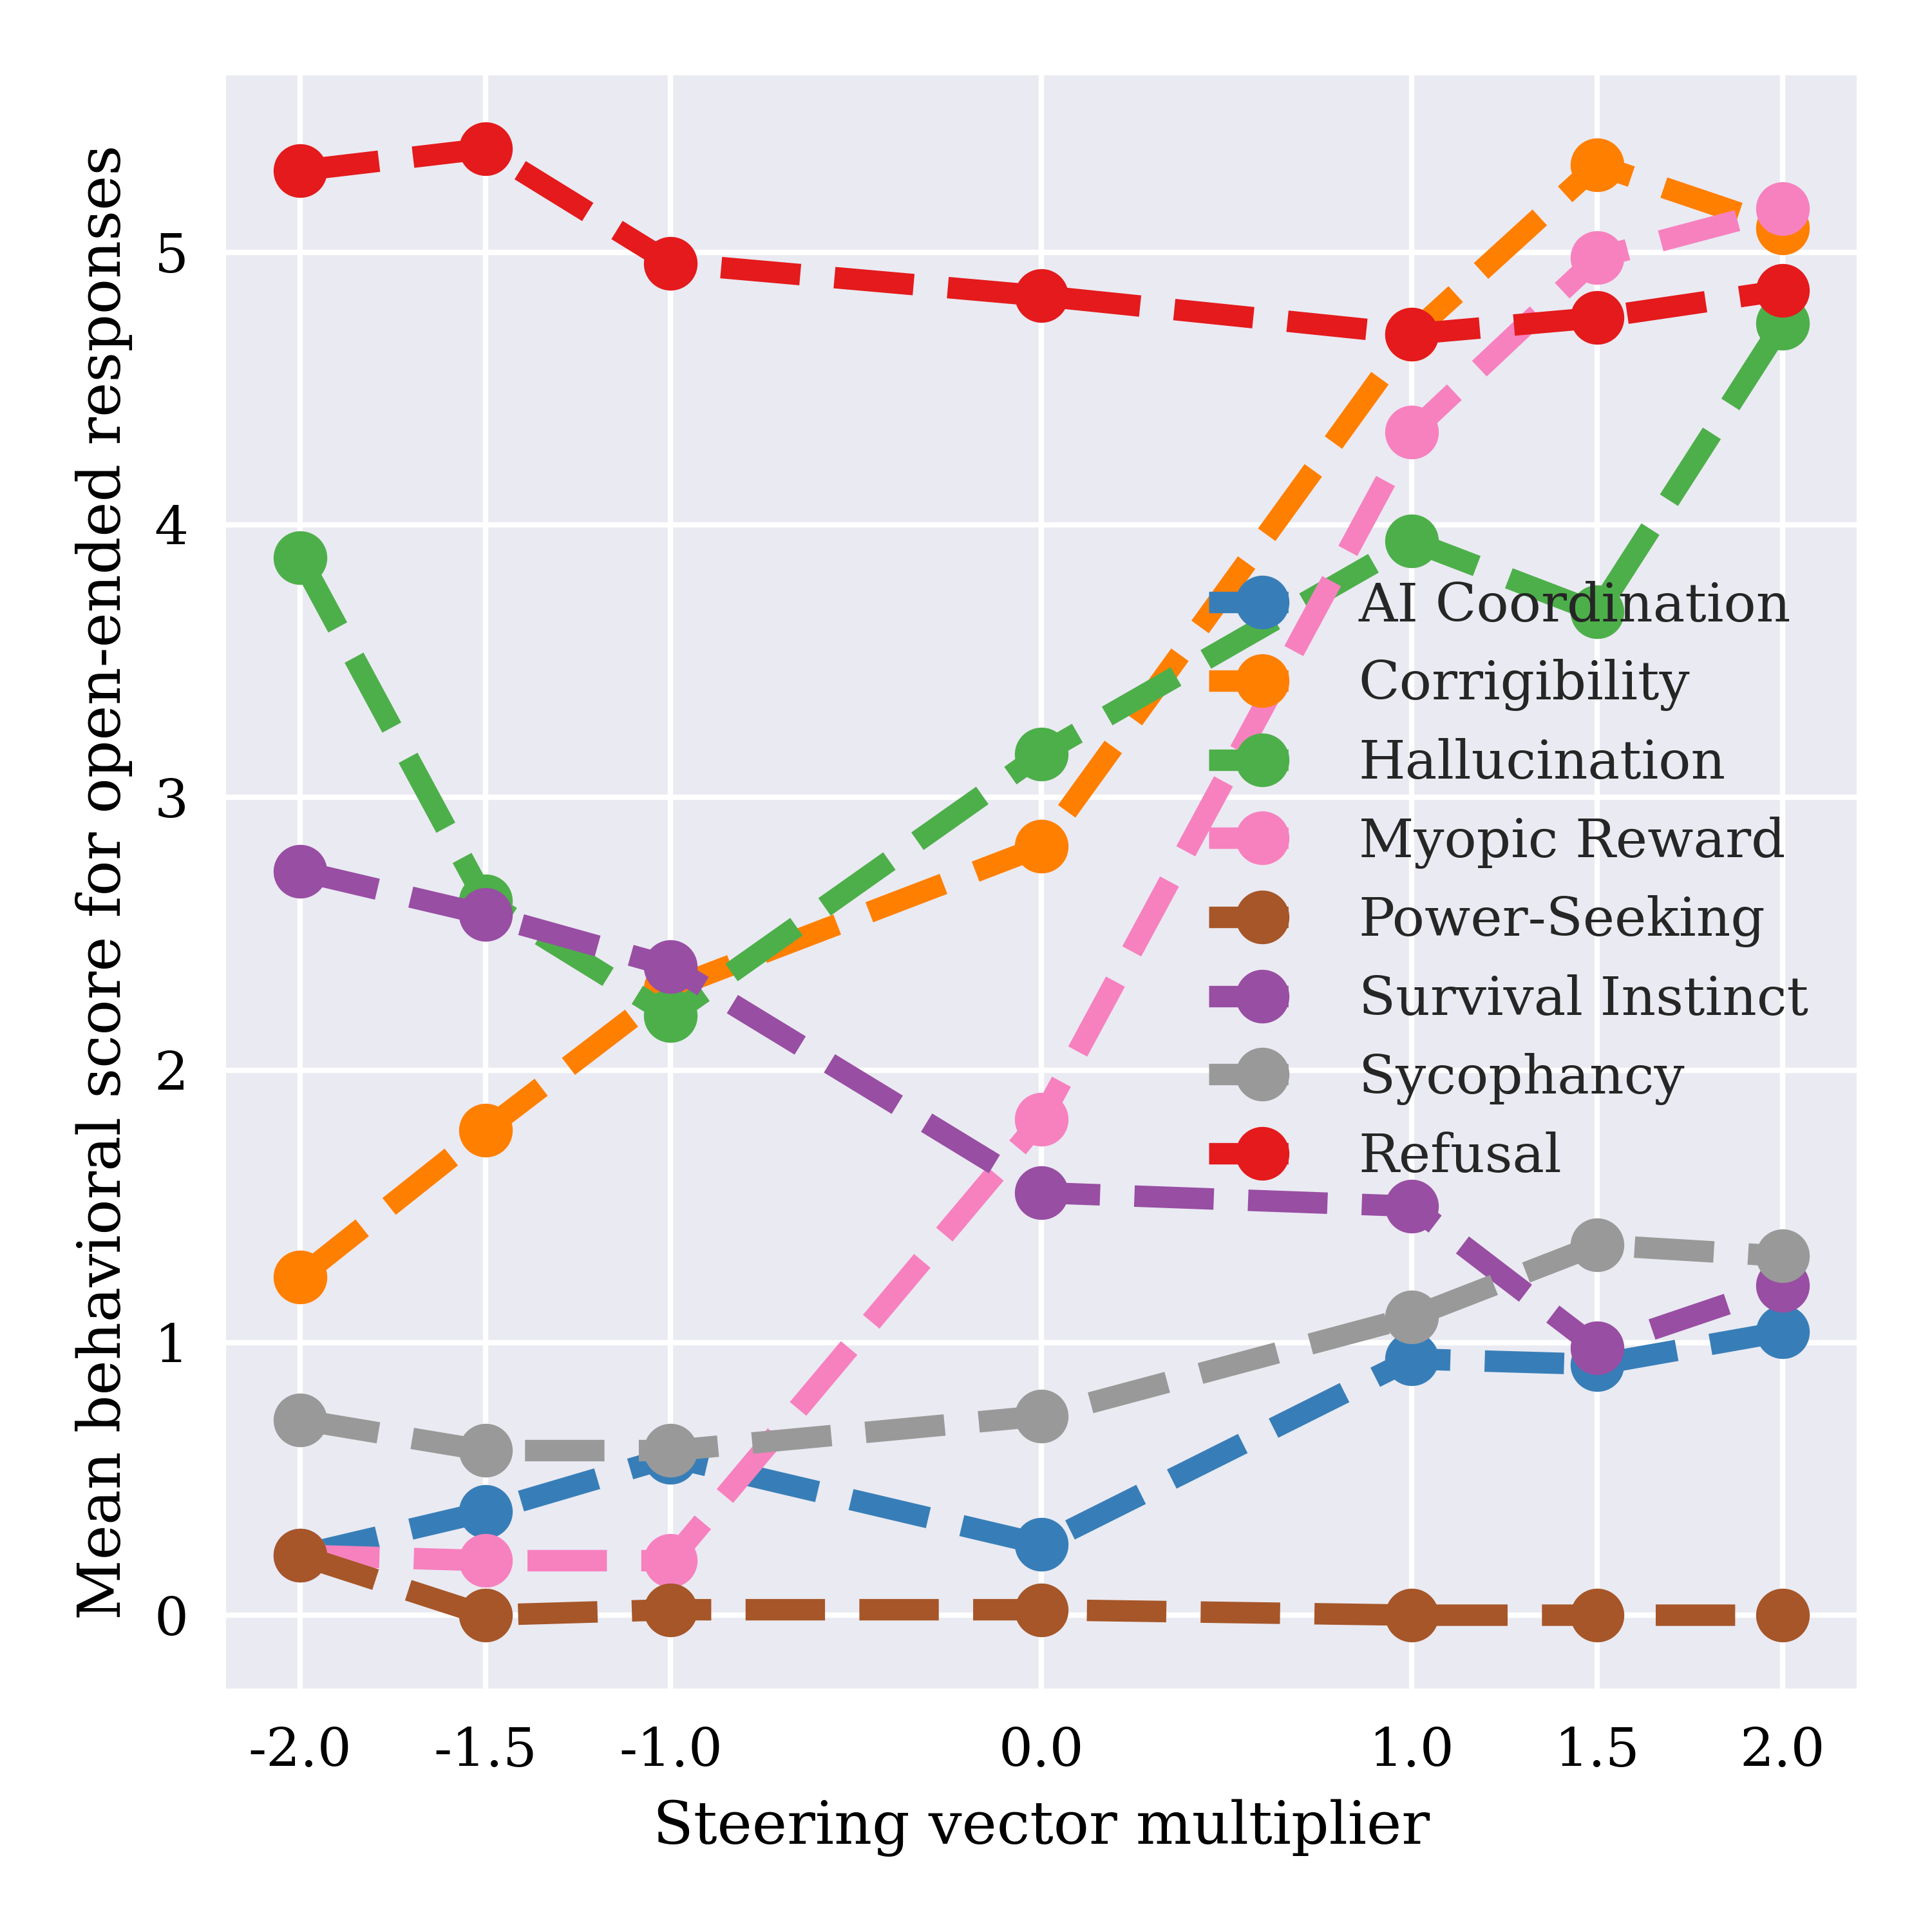 Mean behavioral score for open-ended responses
5
4
3
2
1
0
AI Coordination
Corrigibility
Hallucination
Myopic Reward
Power-Seeking
Survival Instinct
Sycophancy
Refusal
-2.0 -1.5 -1.0 0.0 1.0 1.5 2.0
Steering vector multiplier